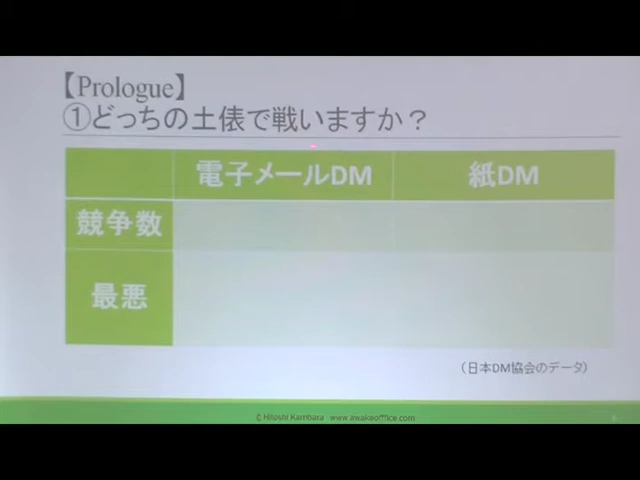 【Prologue】
①どっちの土俵で戦いますか？
電子メールDM 紙DM
競争数
最悪
（日本DM協会のデータ）
© Hitoshi Kambara www.awakeofffice.com